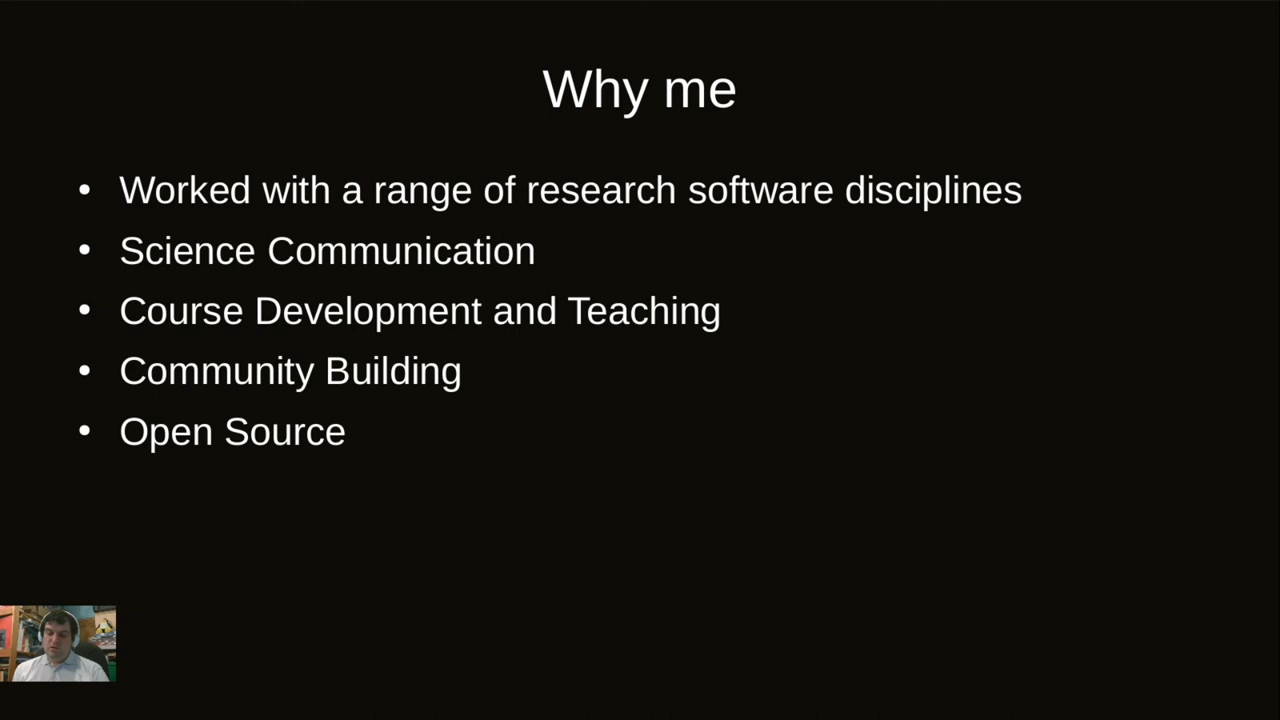 Why me
• Worked with a range of research software disciplines
• Science Communication
• Course Development and Teaching
• Community Building
• Open Source